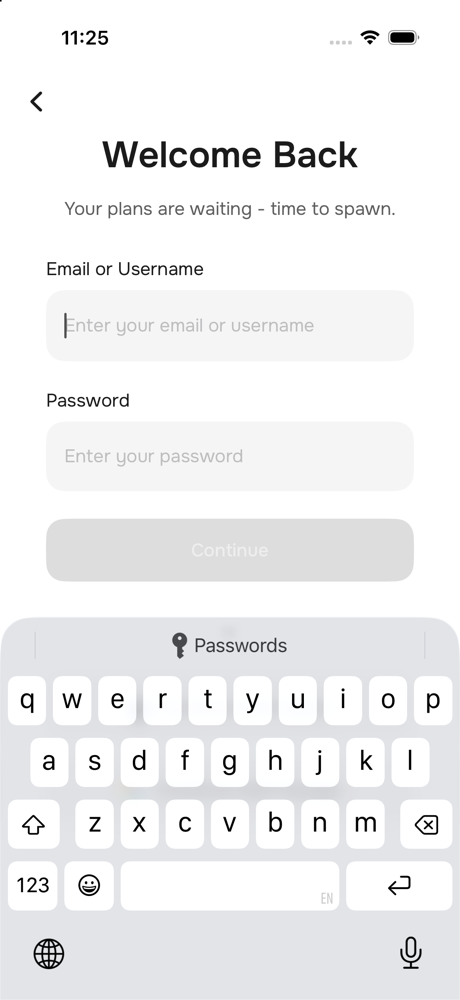 11:25
Welcome Back
Your plans are waiting - time to spawn.
Email or Username
Enter your email or username
Password
Enter your password
Continue
Passwords
q w e r t y u i o p
a s d f g h j k l
z x c v b n m
123
EN